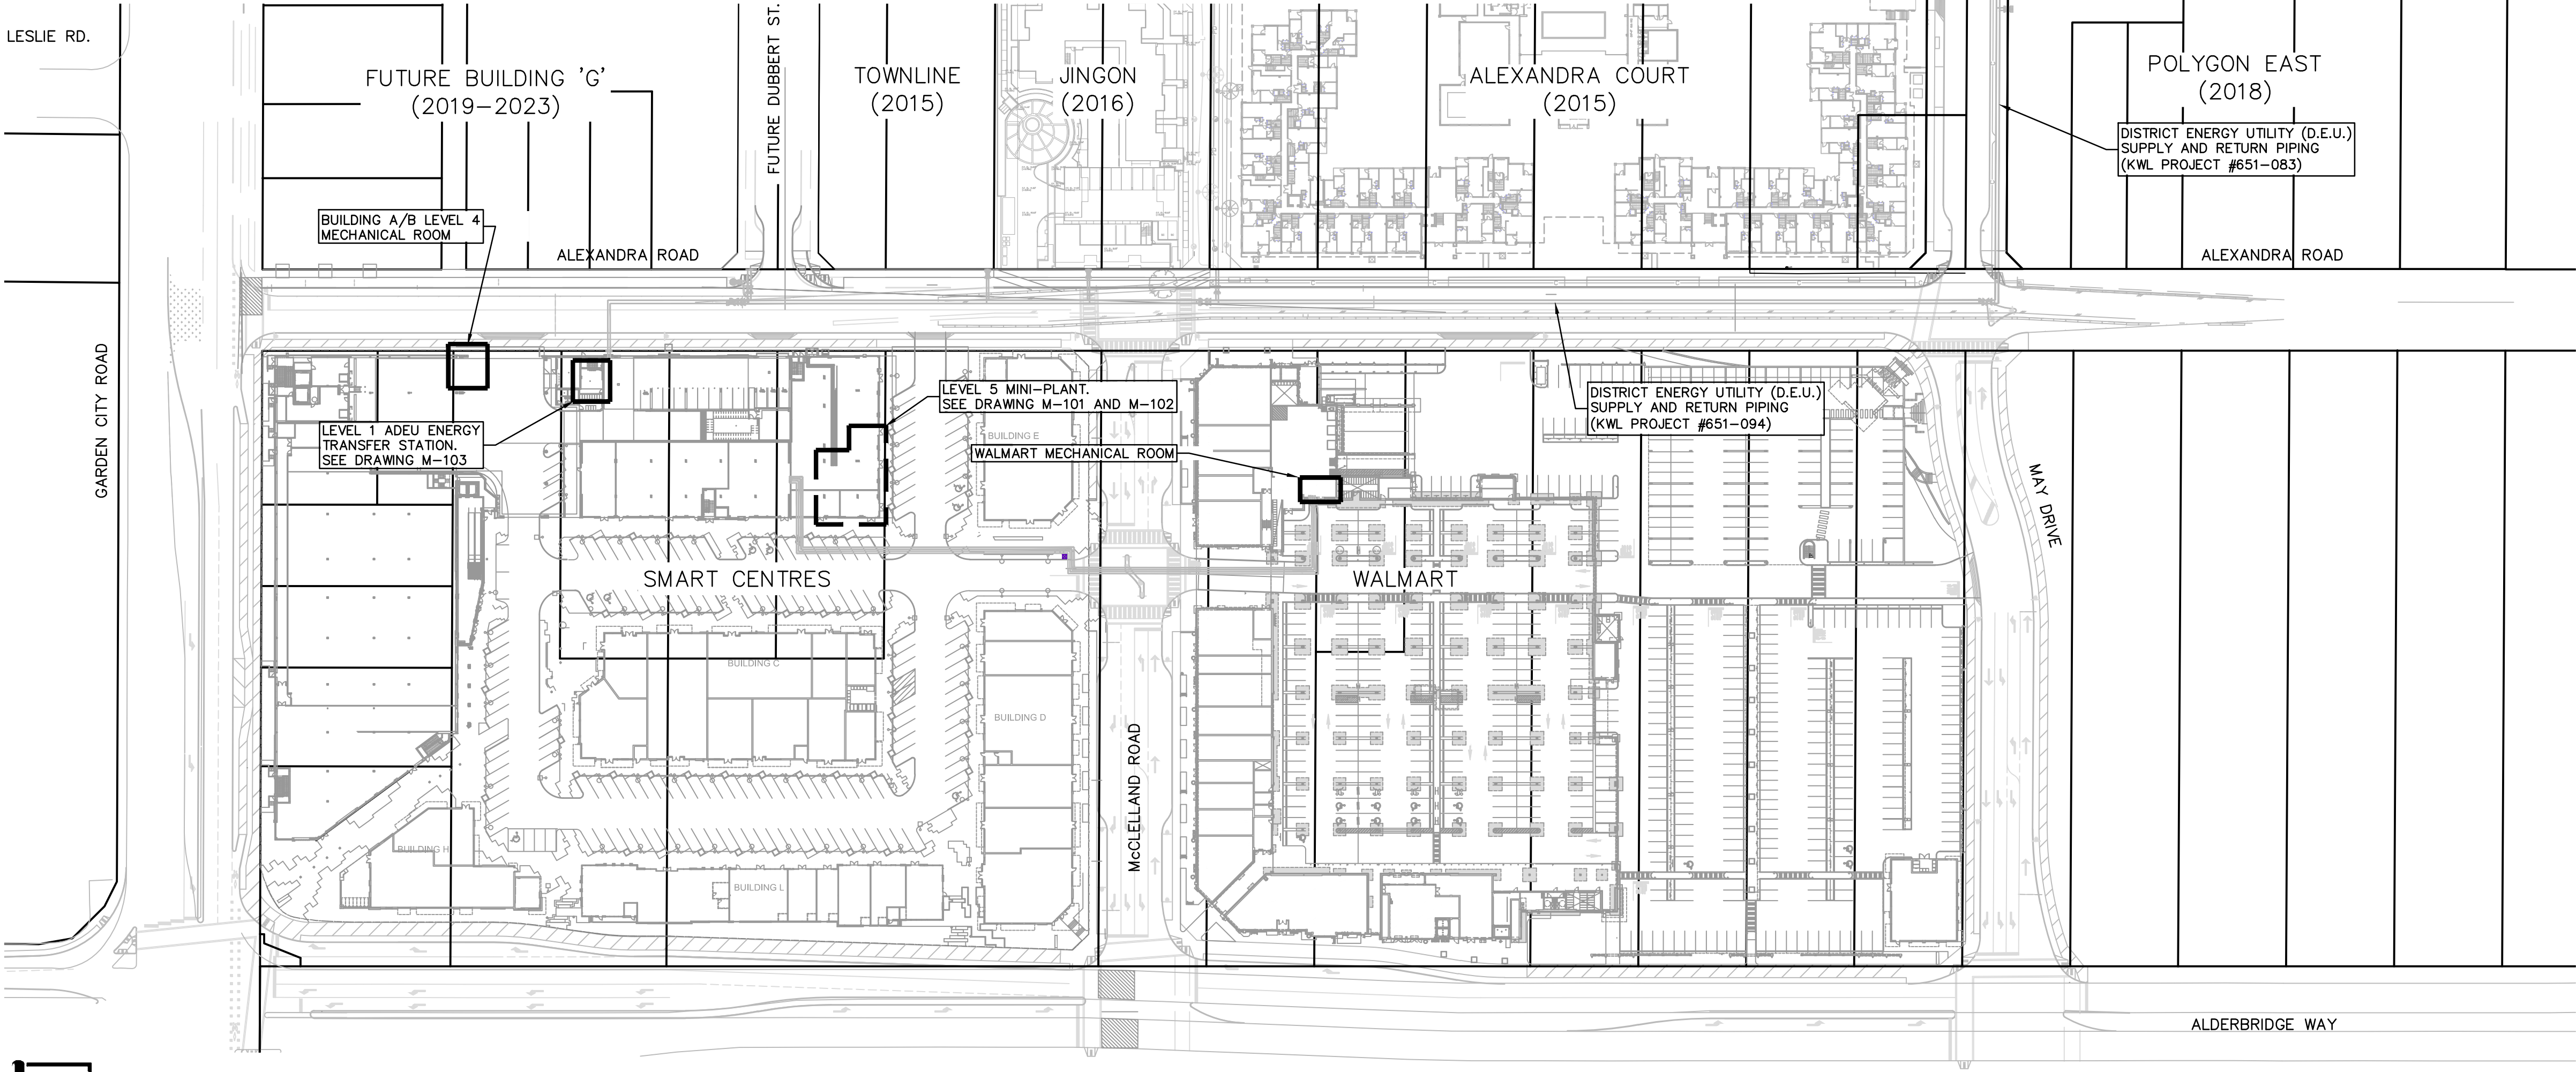 LESLIE RD.
FUTURE BUILDING 'G'
(2019-2023)
FUTURE DUBBERT ST.
TOWNLINE
(2015)
JINGON
(2016)
ALEXANDRA COURT
(2015)
POLYGON EAST
(2018)
DISTRICT ENERGY UTILITY (D.E.U.)
SUPPLY AND RETURN PIPING
(KWL PROJECT #651-083)
BUILDING A/B LEVEL 4
MECHANICAL ROOM
ALEXANDRA ROAD
ALEXANDRA ROAD
GARDEN CITY ROAD
LEVEL 1 ADEU ENERGY
TRANSFER STATION.
SEE DRAWING M-103
LEVEL 5 MINI-PLANT.
SEE DRAWING M-101 AND M-102
BUILDING E
WALMART MECHANICAL ROOM
DISTRICT ENERGY UTILITY (D.E.U.)
SUPPLY AND RETURN PIPING
(KWL PROJECT #651-094)
MAY DRIVE
SMART CENTRES
WALMART
BUILDING C
BUILDING D
McCLELLAND ROAD
BUILDING H
BUILDING L
ALDERBRIDGE WAY